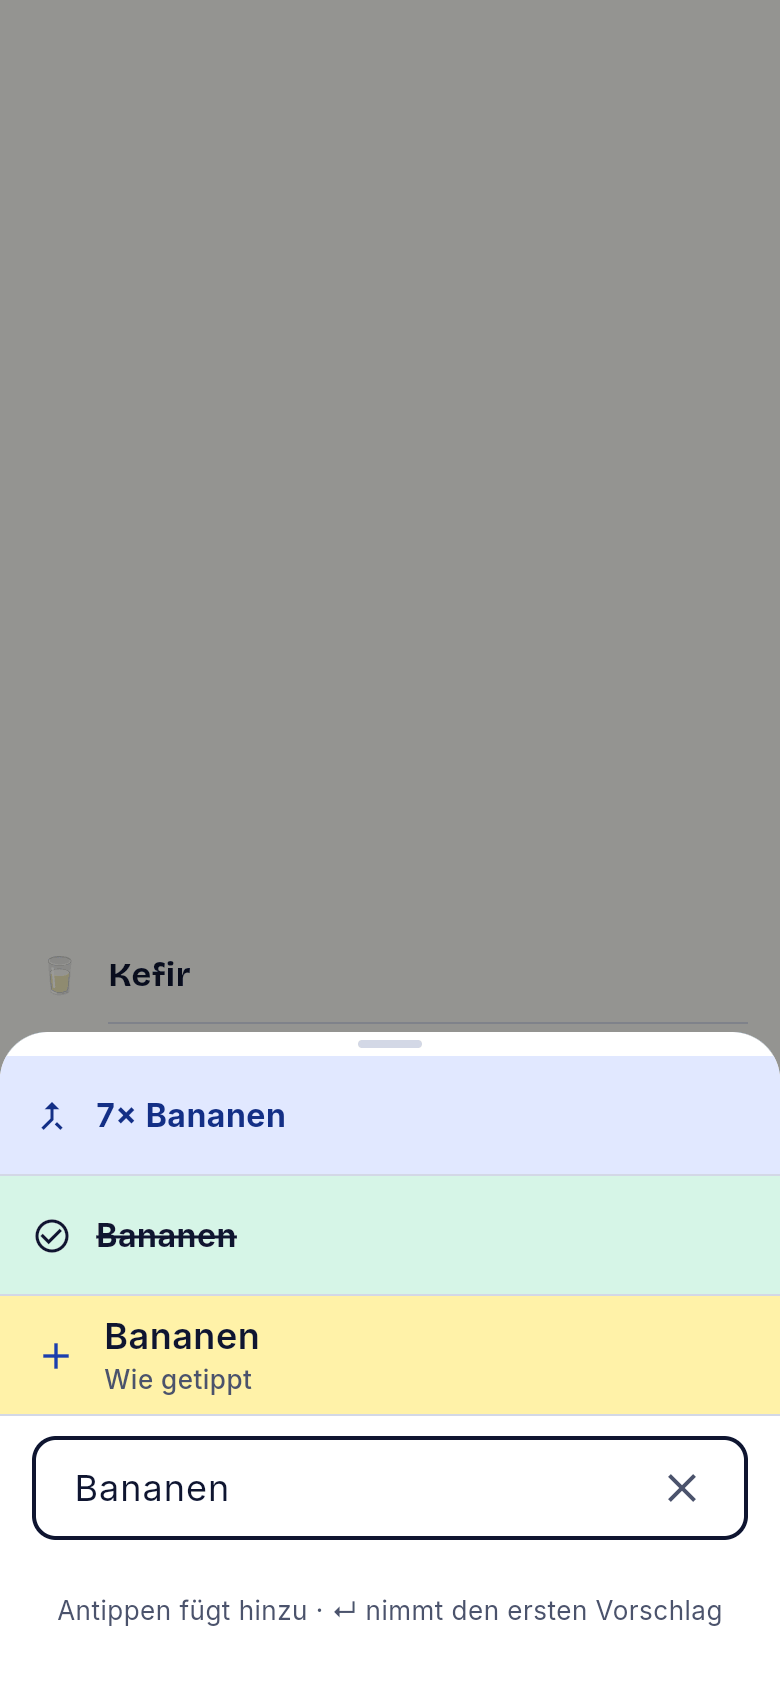 Kefir
7× Bananen
Bananen
Bananen
Wie getippt
Bananen
Antippen fügt hinzu · ↵ nimmt den ersten Vorschlag